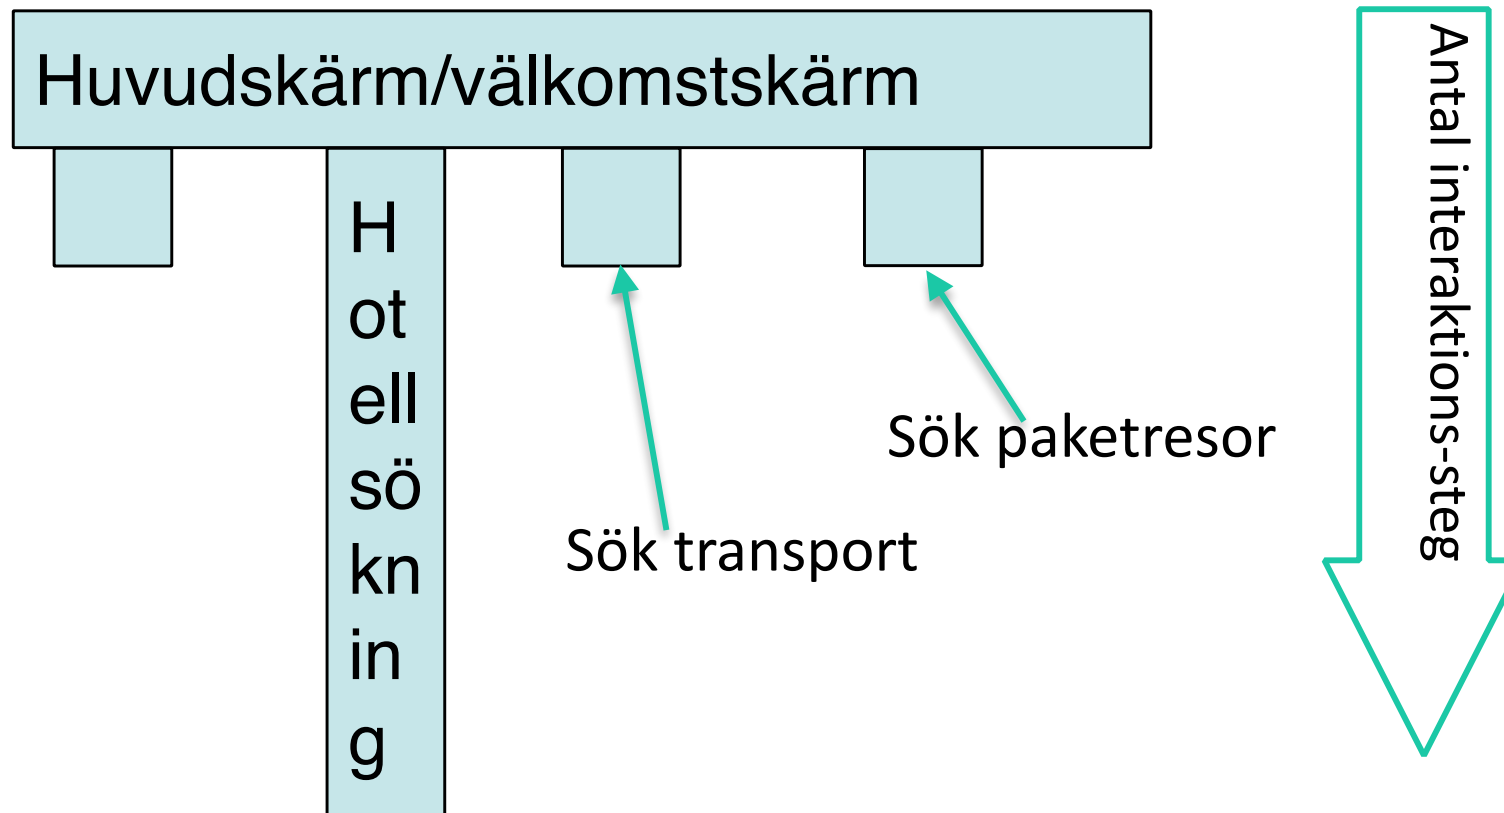 Huvudskärm/välkomstskärm
H
ot
ell
sö
kn
in
g
Sök transport
Sök paketresor
Antal interaktions-steg